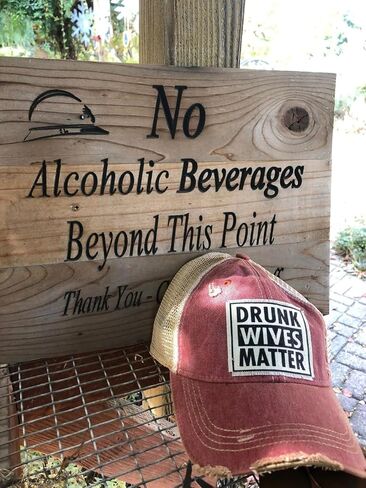 No
Alcoholic Beverages
Beyond This Point
Thank You -
DRUNK
WIVES
MATTER